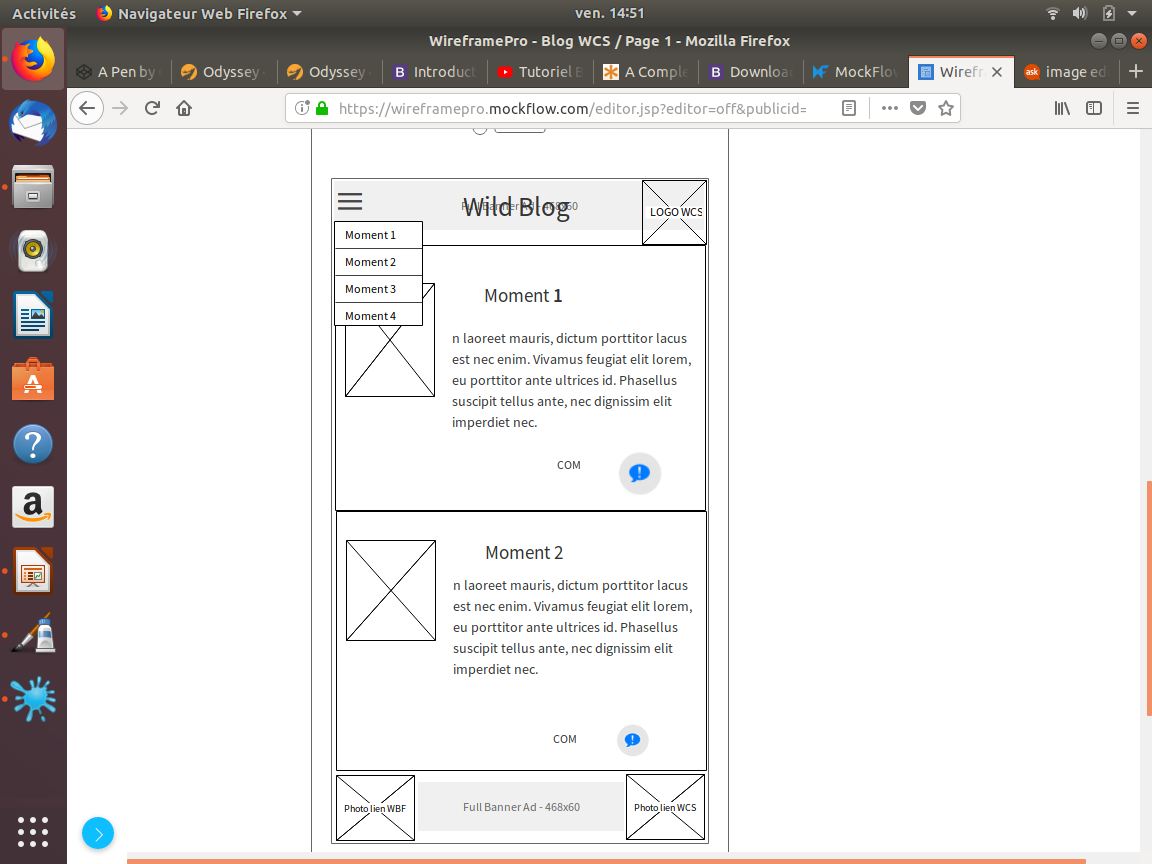 Activités
Navigateur Web Firefox
ven. 14:51
WireframePro - Blog WCS / Page 1 - Mozilla Firefox
A Pen by
Odyssey
Odyssey
B Introduct
Tutoriel B
A Comple
B Downloa
MockFlo
Wirefr
ask image ed
https://wireframepro.mockflow.com/editor.jsp?editor=off&publicid=
Wild Blog
Full Banner Ad - 468x60
LOGO WCS
Moment 1
Moment 2
Moment 3
Moment 4
Moment 1
n laoreet mauris, dictum porttitor lacus
est nec enim. Vivamus feugiat elit lorem,
eu porttitor ante ultrices id. Phasellus
suscipit tellus ante, nec dignissim elit
imperdiet nec.
COM
Moment 2
n laoreet mauris, dictum porttitor lacus
est nec enim. Vivamus feugiat elit lorem,
eu porttitor ante ultrices id. Phasellus
suscipit tellus ante, nec dignissim elit
imperdiet nec.
COM
Photo lien WBF
Full Banner Ad - 468x60
Photo lien WCS